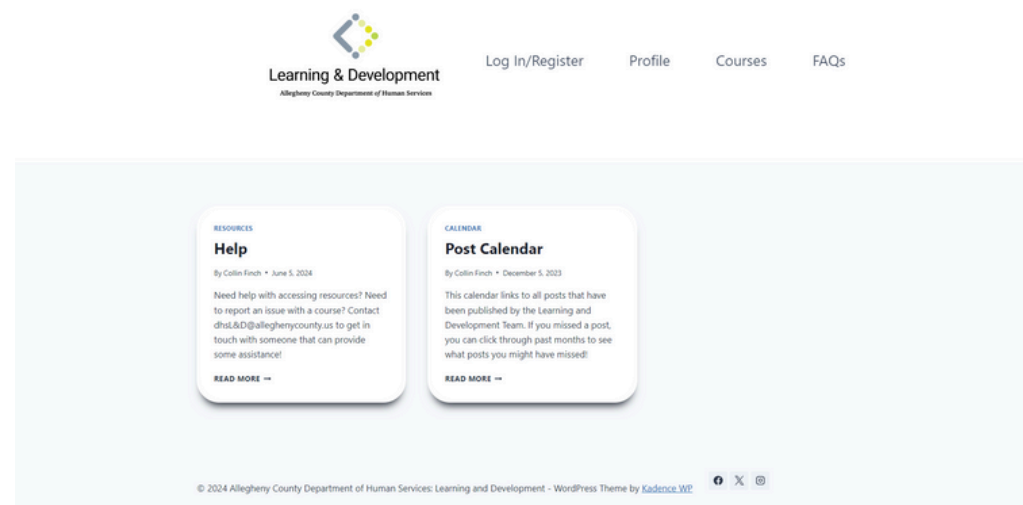 Learning & Development
Allegheny County Department of Human Services
Log In/Register
Profile
Courses
FAQs
RESOURCES
Help
By Collin Finch • June 5, 2024
Need help with accessing resources? Need
to report an issue with a course? Contact
dhsL&D@alleghenycounty.us to get in
touch with someone that can provide
some assistance!
READ MORE →
CALENDAR
Post Calendar
By Collin Finch • December 5, 2023
This calendar links to all posts that have
been published by the Learning and
Development Team. If you missed a post,
you can click through past months to see
what posts you might have missed!
READ MORE →
© 2024 Allegheny County Department of Human Services: Learning and Development - WordPress Theme by Kadence WP